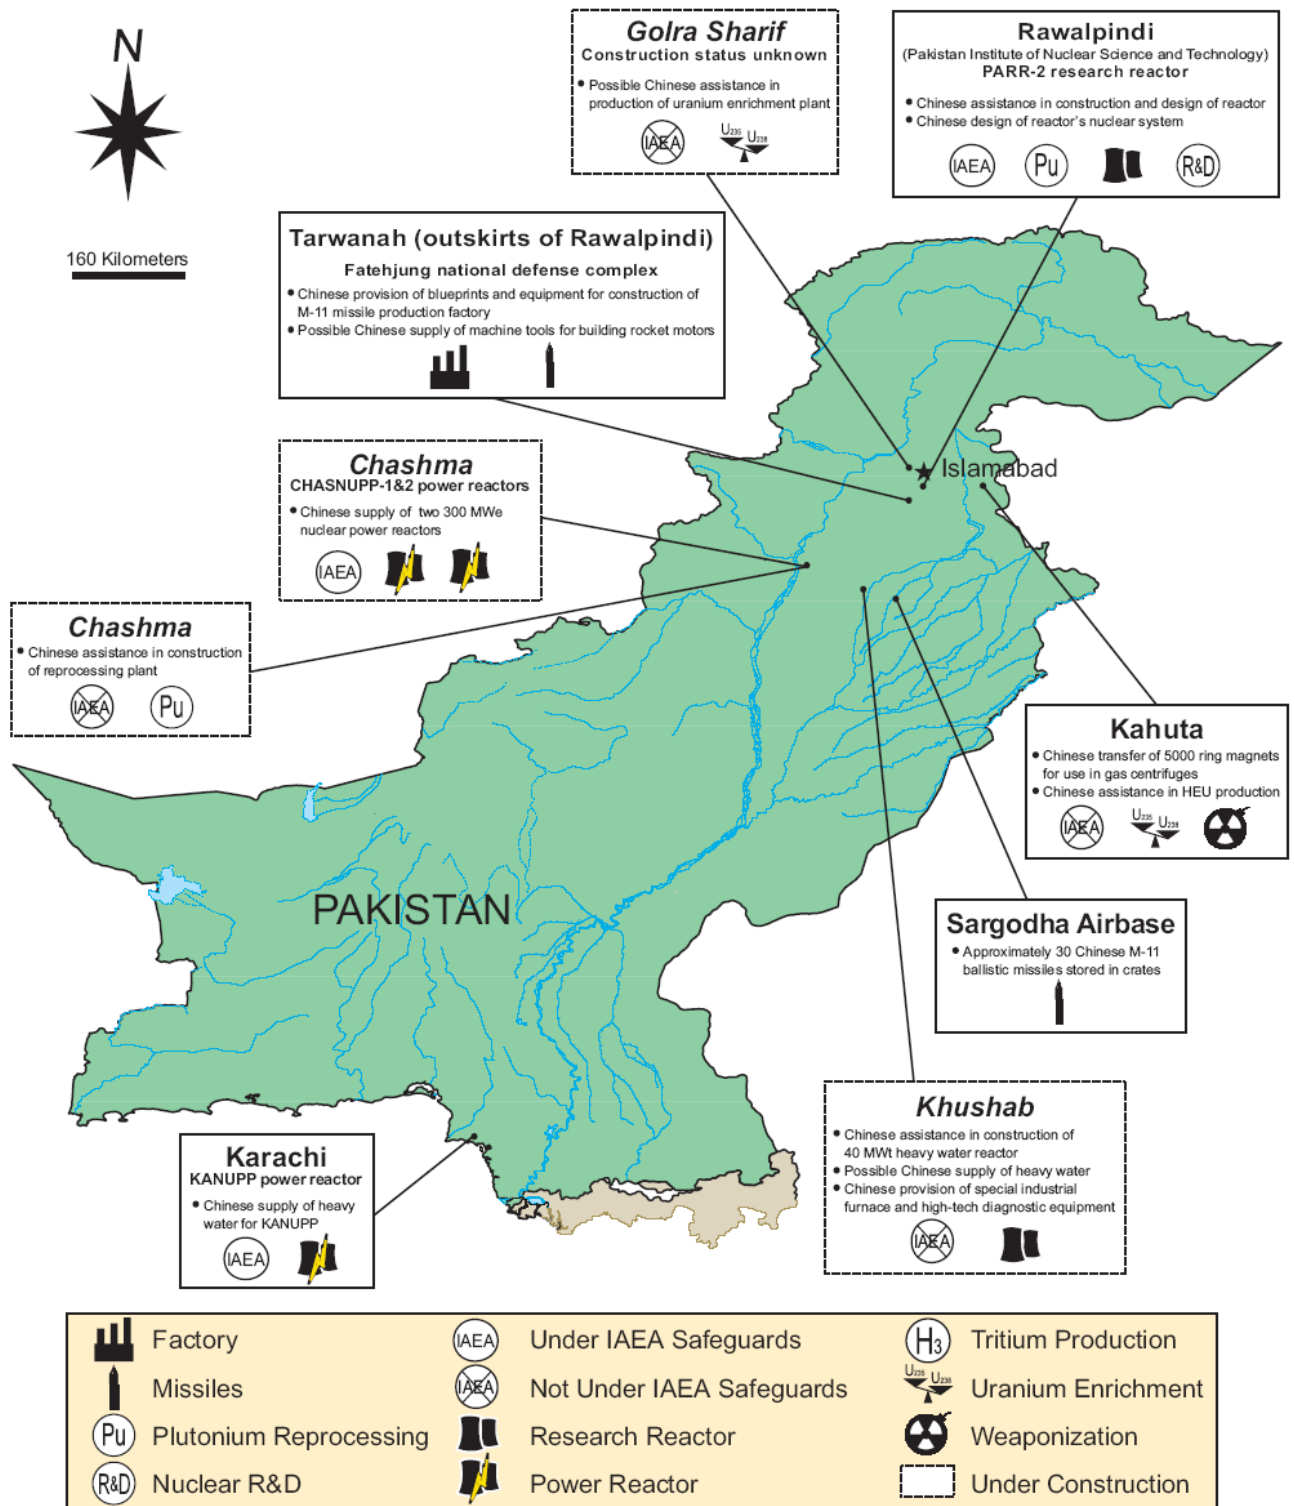 N
160 Kilometers
Golra Sharif
Construction status unknown
• Possible Chinese assistance in
production of uranium enrichment plant
IAEA
U235 U238
Rawalpindi
(Pakistan Institute of Nuclear Science and Technology)
PARR-2 research reactor
• Chinese assistance in construction and design of reactor
• Chinese design of reactor's nuclear system
IAEA Pu R&D
Tarwanah (outskirts of Rawalpindi)
Fatehjung national defense complex
• Chinese provision of blueprints and equipment for construction of
M-11 missile production factory
• Possible Chinese supply of machine tools for building rocket motors
Chashma
CHASNUPP-1&2 power reactors
• Chinese supply of two 300 MWe
nuclear power reactors
IAEA
Islamabad
Chashma
• Chinese assistance in construction
of reprocessing plant
IAEA Pu
Kahuta
• Chinese transfer of 5000 ring magnets
for use in gas centrifuges
• Chinese assistance in HEU production
IAEA U235 U238
PAKISTAN
Sargodha Airbase
• Approximately 30 Chinese M-11
ballistic missiles stored in crates
Khushab
• Chinese assistance in construction of
40 MWt heavy water reactor
• Possible Chinese supply of heavy water
• Chinese provision of special industrial
furnace and high-tech diagnostic equipment
IAEA
Karachi
KANUPP power reactor
• Chinese supply of heavy
water for KANUPP
IAEA
Factory
Missiles
Pu Plutonium Reprocessing
R&D Nuclear R&D
IAEA Under IAEA Safeguards
IAEA Not Under IAEA Safeguards
Research Reactor
Power Reactor
H3 Tritium Production
U235 U238 Uranium Enrichment
Weaponization
Under Construction